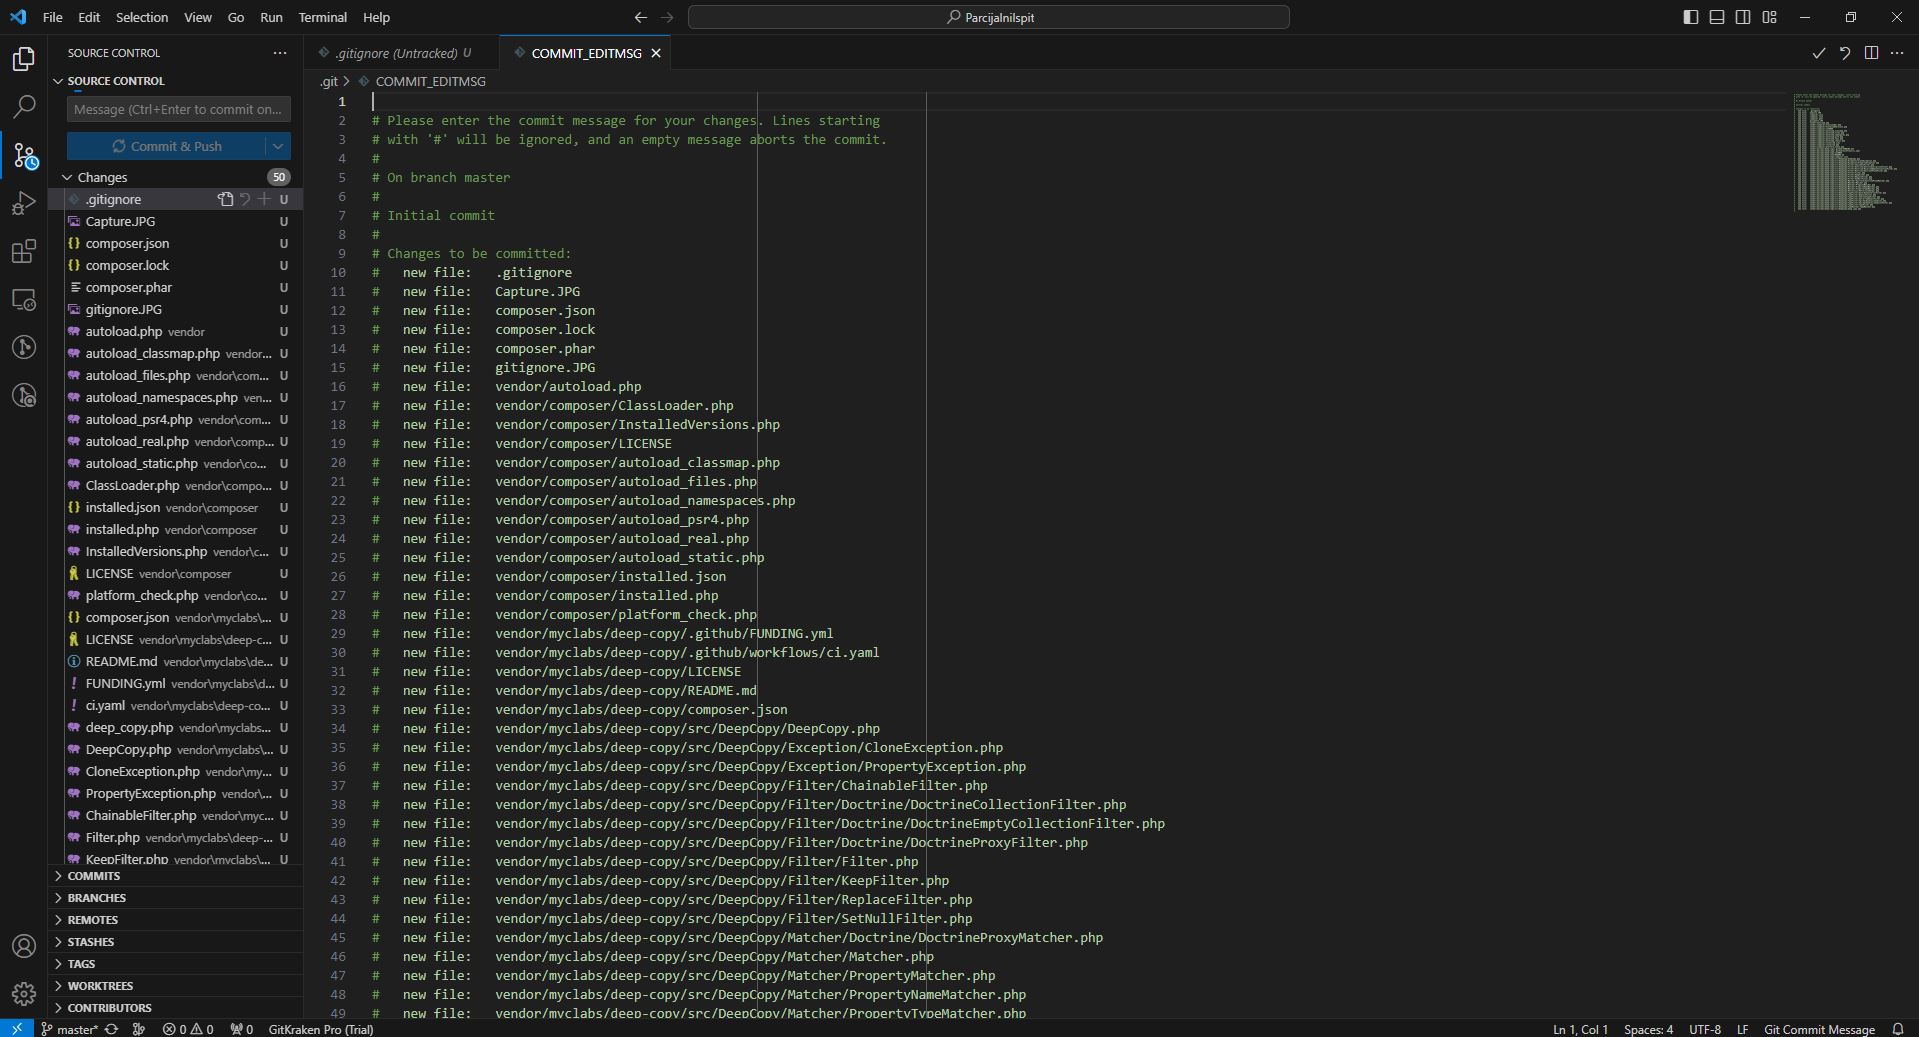 File Edit Selection View Go Run Terminal Help
Parcijalnilspit
SOURCE CONTROL
SOURCE CONTROL
Message (Ctrl+Enter to commit on...
Commit & Push
Changes 50
.gitignore U
Capture.JPG U
composer.json U
composer.lock U
composer.phar U
gitignore.JPG U
autoload.php vendor U
autoload_classmap.php vendor... U
autoload_files.php vendor\com... U
autoload_namespaces.php ven... U
autoload_psr4.php vendor\com... U
autoload_real.php vendor\comp... U
autoload_static.php vendor\co... U
ClassLoader.php vendor\compo... U
installed.json vendor\composer U
installed.php vendor\composer U
InstalledVersions.php vendor\c... U
LICENSE vendor\composer U
platform_check.php vendor\co... U
composer.json vendor\myclabs\... U
LICENSE vendor\myclabs\deep-c... U
README.md vendor\myclabs\de... U
FUNDING.yml vendor\myclabs\d... U
ci.yaml vendor\myclabs\deep-co... U
deep_copy.php vendor\myclabs... U
DeepCopy.php vendor\myclabs\... U
CloneException.php vendor\my... U
PropertyException.php vendor\... U
ChainableFilter.php vendor\myc... U
Filter.php vendor\myclabs\deep-... U
KeepFilter.php vendor\myclabs\... U
COMMITS
BRANCHES
REMOTES
STASHES
TAGS
WORKTREES
CONTRIBUTORS
.gitignore (Untracked) U
COMMIT_EDITMSG
.git > COMMIT_EDITMSG
1
2 # Please enter the commit message for your changes. Lines starting
3 # with '#' will be ignored, and an empty message aborts the commit.
4 #
5 # On branch master
6 #
7 # Initial commit
8 #
9 # Changes to be committed:
10 # new file: .gitignore
11 # new file: Capture.JPG
12 # new file: composer.json
13 # new file: composer.lock
14 # new file: composer.phar
15 # new file: gitignore.JPG
16 # new file: vendor/autoload.php
17 # new file: vendor/composer/ClassLoader.php
18 # new file: vendor/composer/InstalledVersions.php
19 # new file: vendor/composer/LICENSE
20 # new file: vendor/composer/autoload_classmap.php
21 # new file: vendor/composer/autoload_files.php
22 # new file: vendor/composer/autoload_namespaces.php
23 # new file: vendor/composer/autoload_psr4.php
24 # new file: vendor/composer/autoload_real.php
25 # new file: vendor/composer/autoload_static.php
26 # new file: vendor/composer/installed.json
27 # new file: vendor/composer/installed.php
28 # new file: vendor/composer/platform_check.php
29 # new file: vendor/myclabs/deep-copy/.github/FUNDING.yml
30 # new file: vendor/myclabs/deep-copy/.github/workflows/ci.yaml
31 # new file: vendor/myclabs/deep-copy/LICENSE
32 # new file: vendor/myclabs/deep-copy/README.md
33 # new file: vendor/myclabs/deep-copy/composer.json
34 # new file: vendor/myclabs/deep-copy/src/DeepCopy/DeepCopy.php
35 # new file: vendor/myclabs/deep-copy/src/DeepCopy/Exception/CloneException.php
36 # new file: vendor/myclabs/deep-copy/src/DeepCopy/Exception/PropertyException.php
37 # new file: vendor/myclabs/deep-copy/src/DeepCopy/Filter/ChainableFilter.php
38 # new file: vendor/myclabs/deep-copy/src/DeepCopy/Filter/Doctrine/DoctrineCollectionFilter.php
39 # new file: vendor/myclabs/deep-copy/src/DeepCopy/Filter/Doctrine/DoctrineEmptyCollectionFilter.php
40 # new file: vendor/myclabs/deep-copy/src/DeepCopy/Filter/Doctrine/DoctrineProxyFilter.php
41 # new file: vendor/myclabs/deep-copy/src/DeepCopy/Filter/Filter.php
42 # new file: vendor/myclabs/deep-copy/src/DeepCopy/Filter/KeepFilter.php
43 # new file: vendor/myclabs/deep-copy/src/DeepCopy/Filter/ReplaceFilter.php
44 # new file: vendor/myclabs/deep-copy/src/DeepCopy/Filter/SetNullFilter.php
45 # new file: vendor/myclabs/deep-copy/src/DeepCopy/Matcher/Doctrine/DoctrineProxyMatcher.php
46 # new file: vendor/myclabs/deep-copy/src/DeepCopy/Matcher/Matcher.php
47 # new file: vendor/myclabs/deep-copy/src/DeepCopy/Matcher/PropertyMatcher.php
48 # new file: vendor/myclabs/deep-copy/src/DeepCopy/Matcher/PropertyNameMatcher.php
49 # new file: vendor/myclabs/deep-copy/src/DeepCopy/Matcher/PropertyTypeMatcher.php
master* 0 0 0 GitKraken Pro (Trial) Ln 1, Col 1 Spaces: 4 UTF-8 LF Git Commit Message